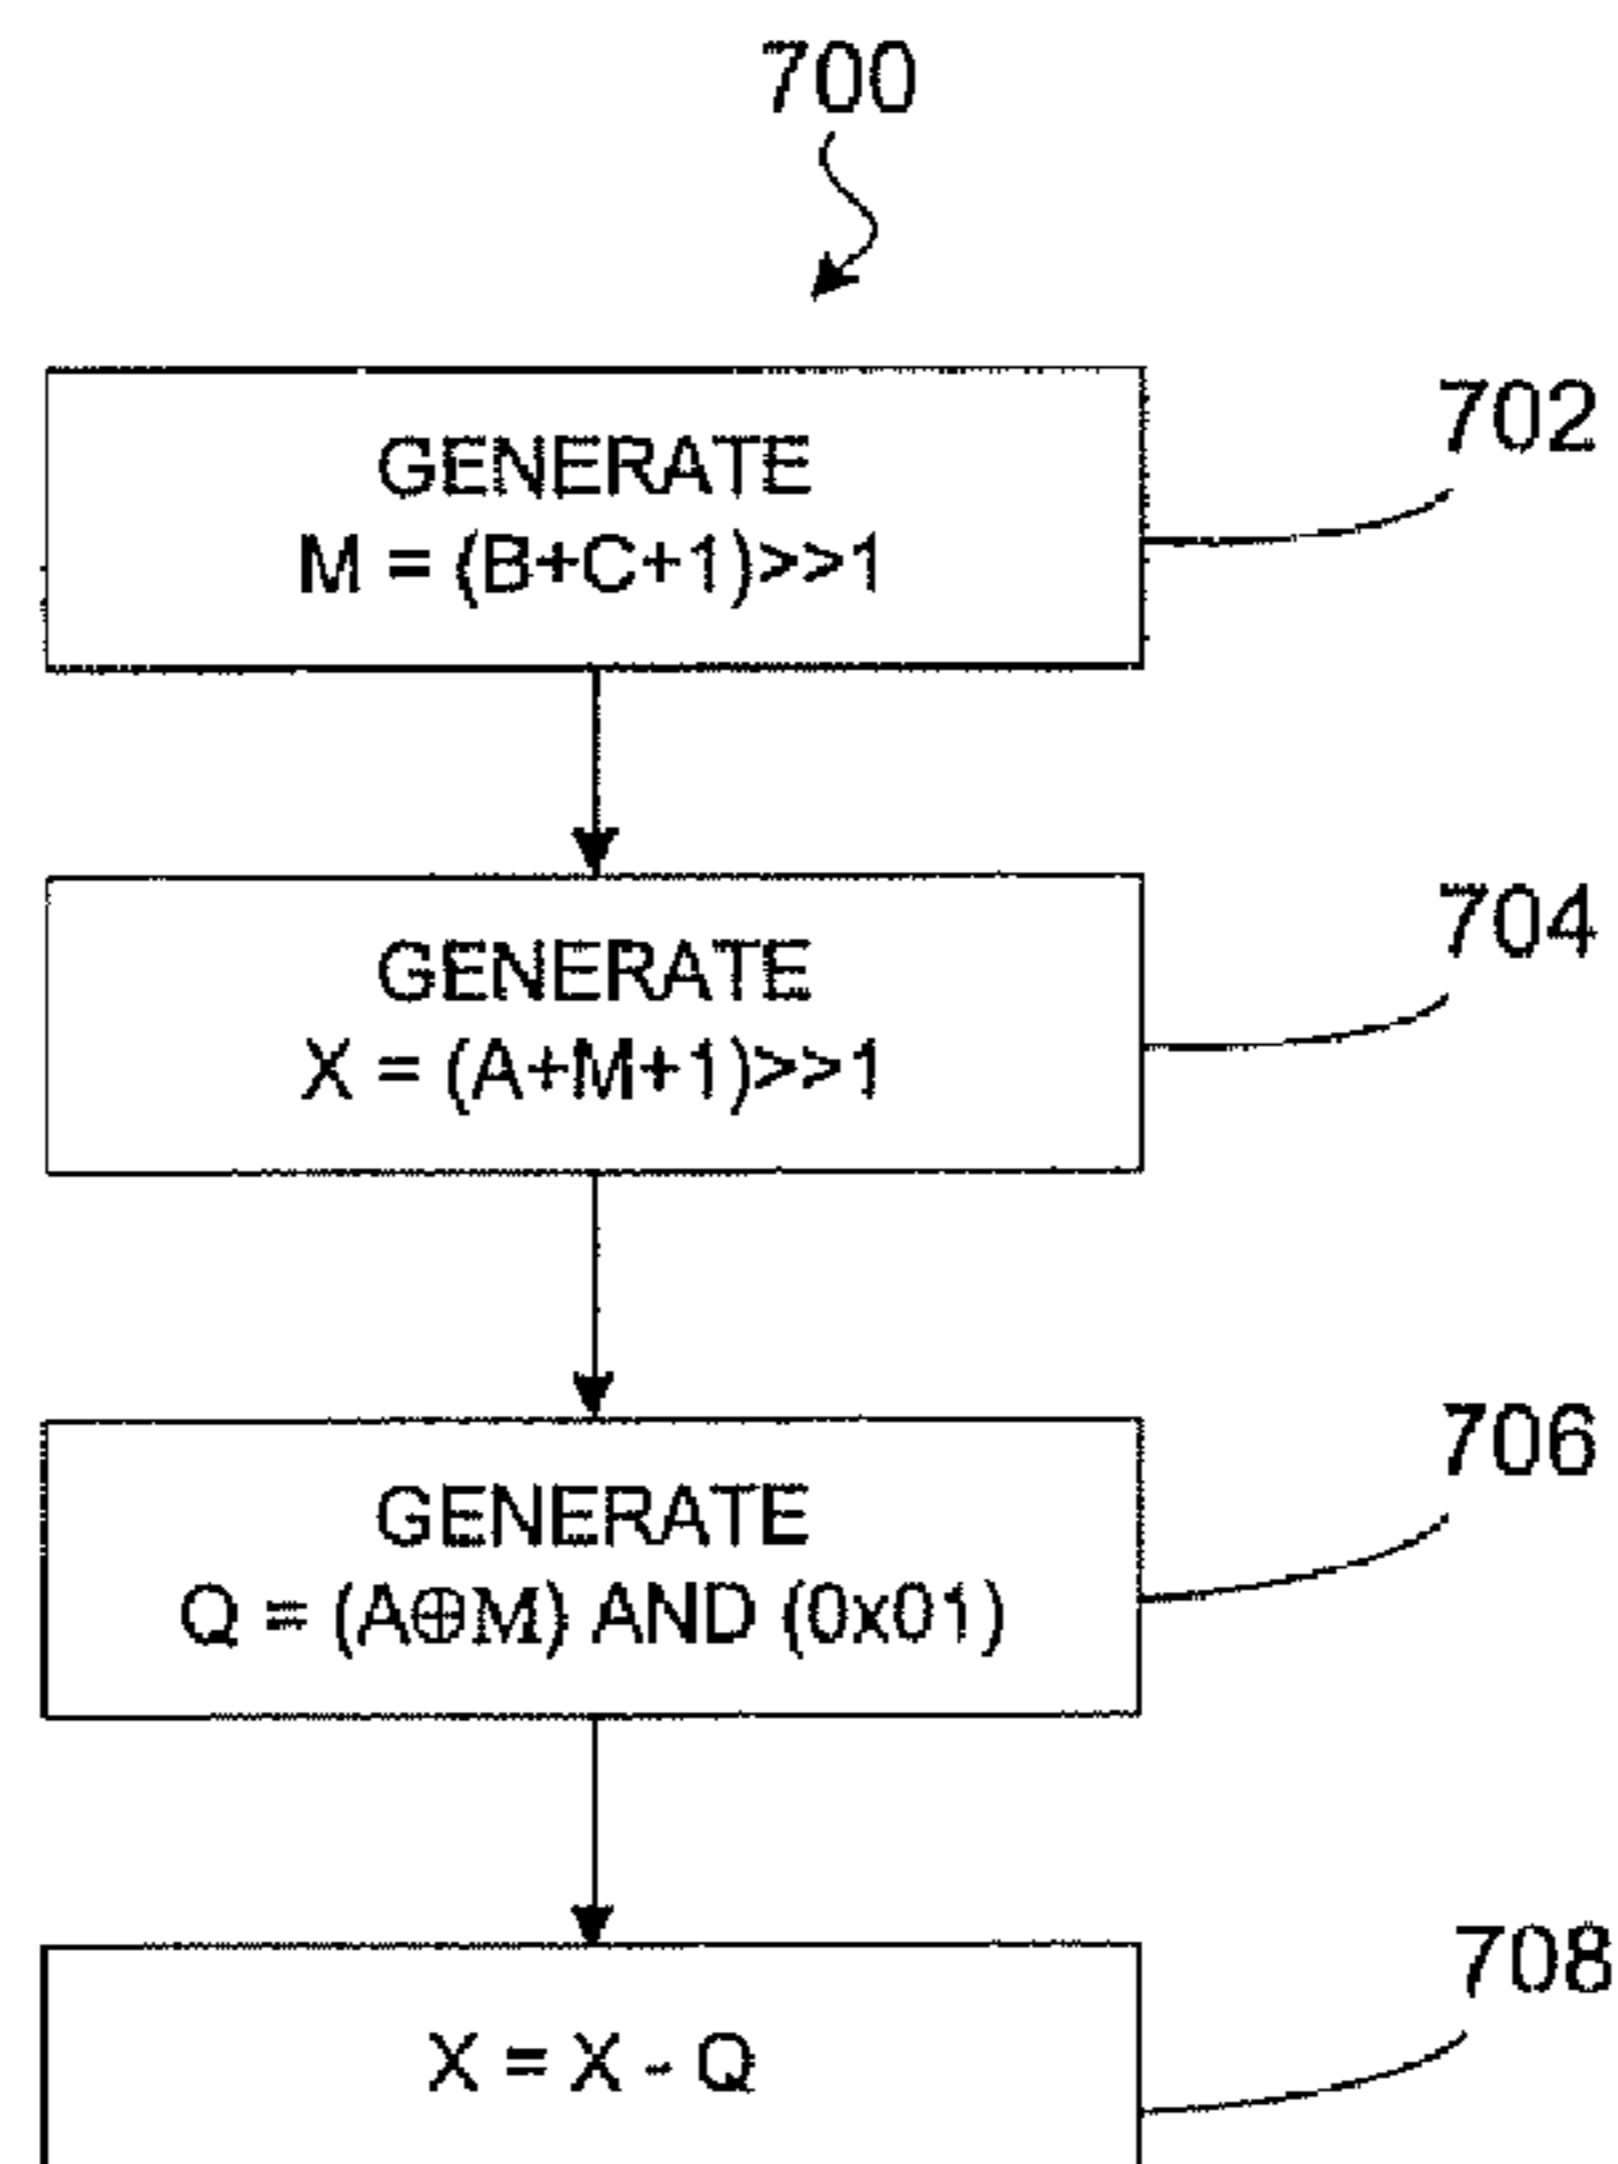 700
GENERATE
M = (B+C+1)>>1
702
GENERATE
X = (A+M+1)>>1
704
GENERATE
Q = (A⊕M) AND (0x01)
706
X = X - Q
708